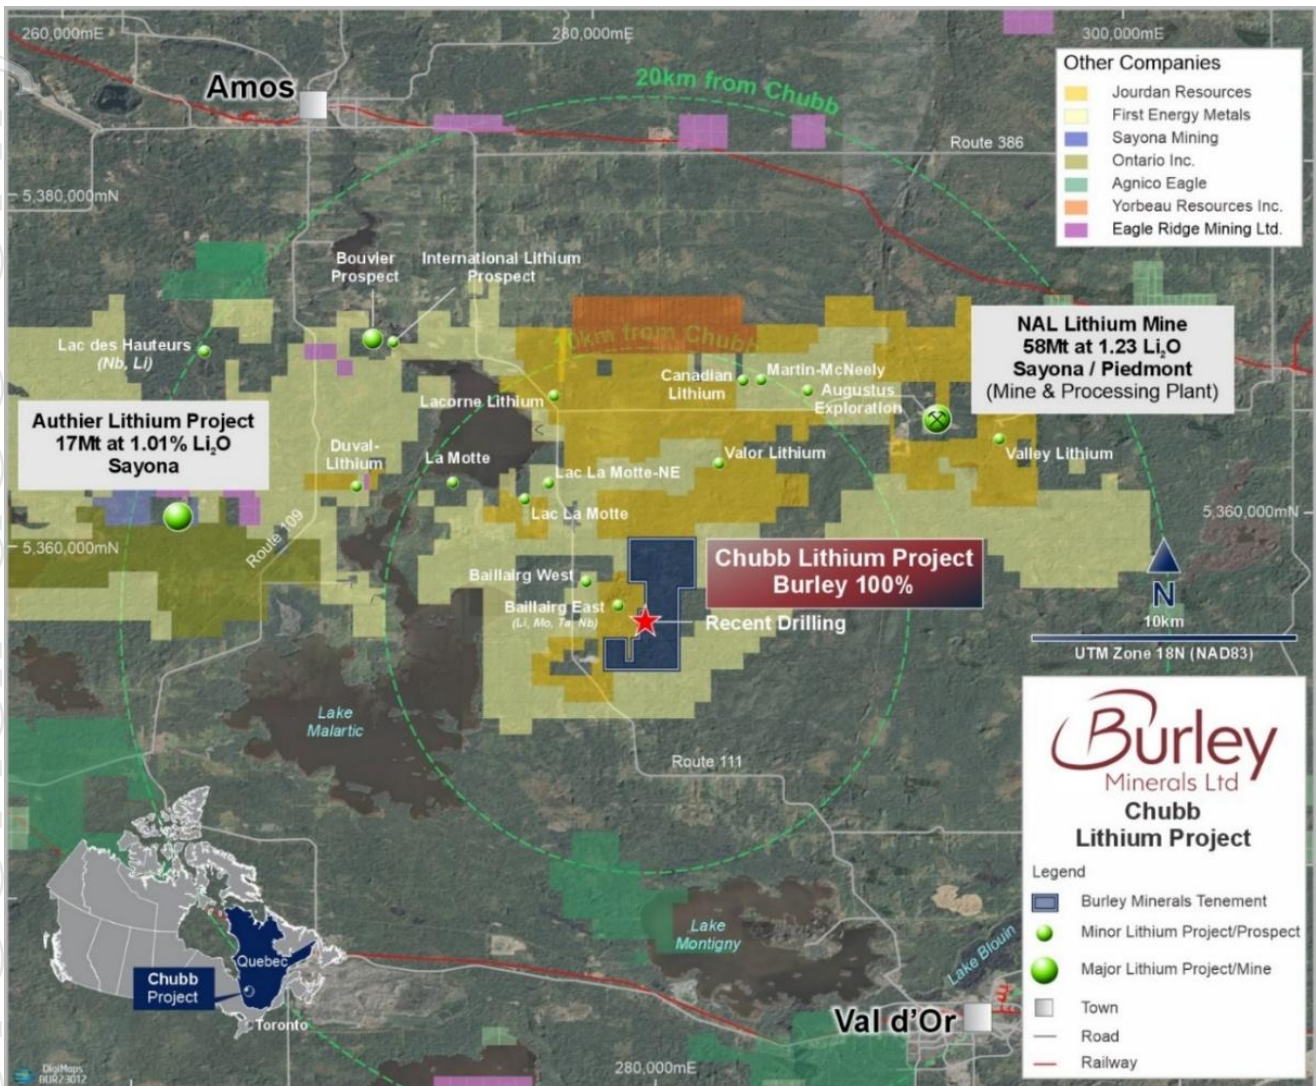 260,000mE
280,000mE
300,000mE
Other Companies
Jourdan Resources
First Energy Metals
Sayona Mining
Ontario Inc.
Agnico Eagle
Yorbeau Resources Inc.
Eagle Ridge Mining Ltd.
Amos
20km from Chubb
Route 386
5,380,000mN
Bouvier
Prospect
International Lithium
Prospect
10km from Chubb
Lac des Hauteurs
(Nb, Li)
NAL Lithium Mine
58Mt at 1.23 Li₂O
Sayona / Piedmont
(Mine & Processing Plant)
Canadian
Lithium
Martin-McNeely
Augustus
Exploration
Lacorne Lithium
Authier Lithium Project
17Mt at 1.01% Li₂O
Sayona
Duval-
Lithium
La Motte
Lac La Motte-NE
Valor Lithium
Valley Lithium
Lac La Motte
Route 109
5,360,000mN
5,360,000mN
Chubb Lithium Project
Burley 100%
Baillairg West
Baillairg East
(Li, Mo, Ta, Nb)
Recent Drilling
N
10km
UTM Zone 18N (NAD83)
Lake
Malartic
Route 111
Burley
Minerals Ltd
Chubb
Lithium Project
Legend
Burley Minerals Tenement
Minor Lithium Project/Prospect
Major Lithium Project/Mine
Town
Road
Railway
Lake
Montigny
Lake Blouin
Quebec
Chubb
Project
Toronto
Val d'Or
280,000mE
DigiMaps
BUR23012